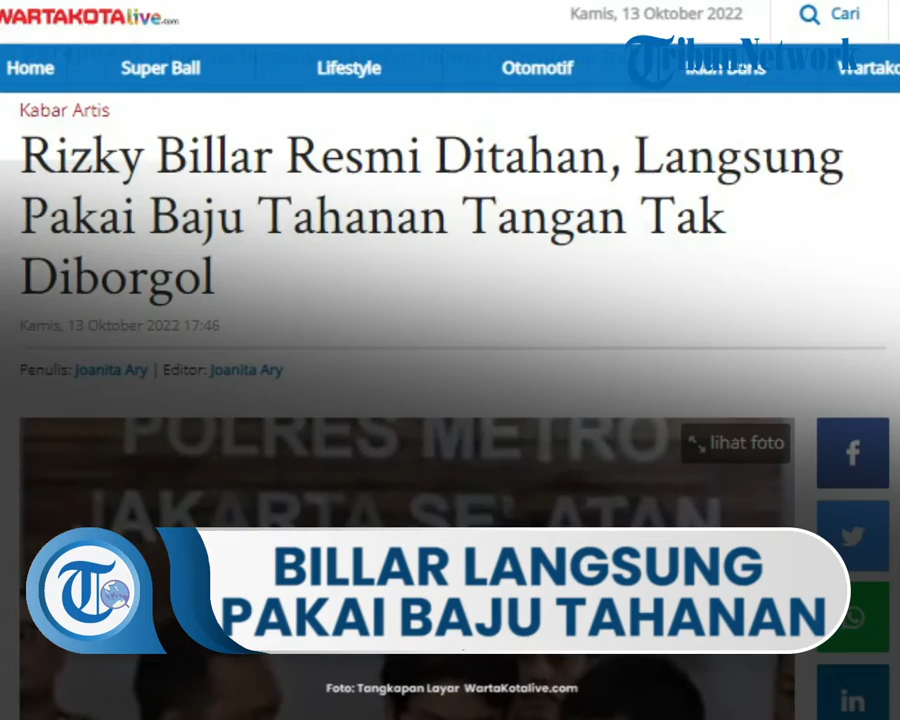 WARTAKOTAlive.com
Kamis, 13 Oktober 2022
Cari
TribunNetwork
Home
Super Ball
Lifestyle
Otomotif
Kabar Artis
Rizky Billar Resmi Ditahan, Langsung
Pakai Baju Tahanan Tangan Tak
Diborgol
Kamis, 13 Oktober 2022 17:46
Penulis: Joanita Ary | Editor: Joanita Ary
POLRES METRO
JAKARTA SELATAN
lihat foto
BILLAR LANGSUNG
PAKAI BAJU TAHANAN
Foto: Tangkapan Layar WartaKotalive.com